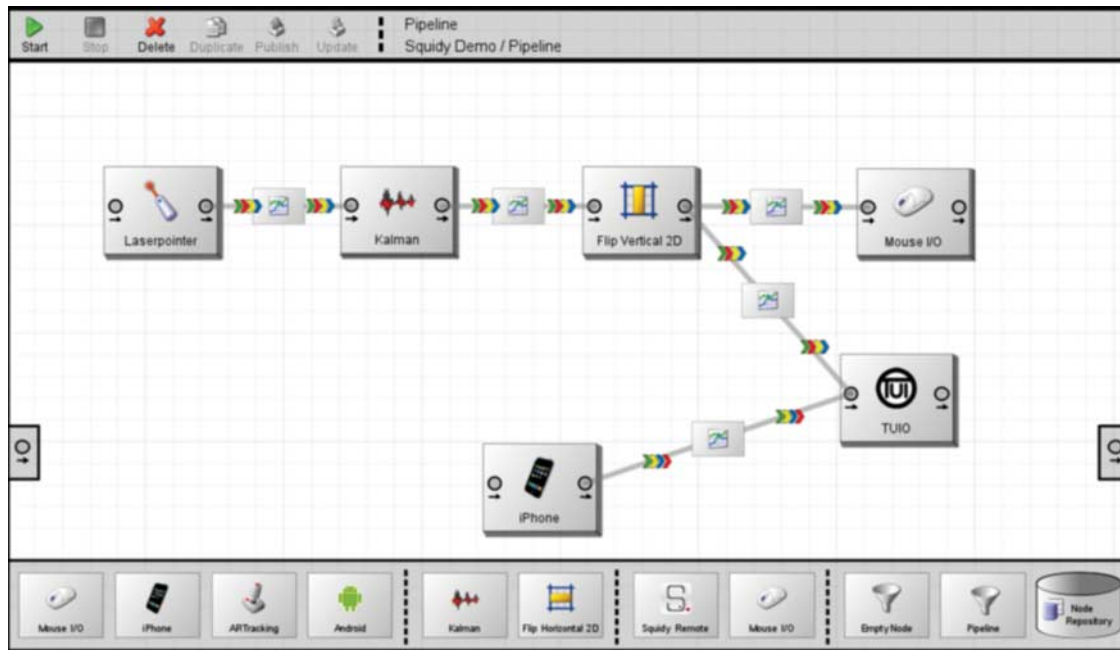 Pipeline
Start Stop Delete Duplicate Publish Update
Squidy Demo / Pipeline
Laserpointer
Kalman
Flip Vertical 2D
Mouse I/O
TUI
TUIO
iPhone
S.
Mouse I/O
iPhone
ARTracking
Android
Kalman
Flip Horizontal 2D
Squidy Remote
Mouse I/O
Empty Node
Pipeline
Node
Repository